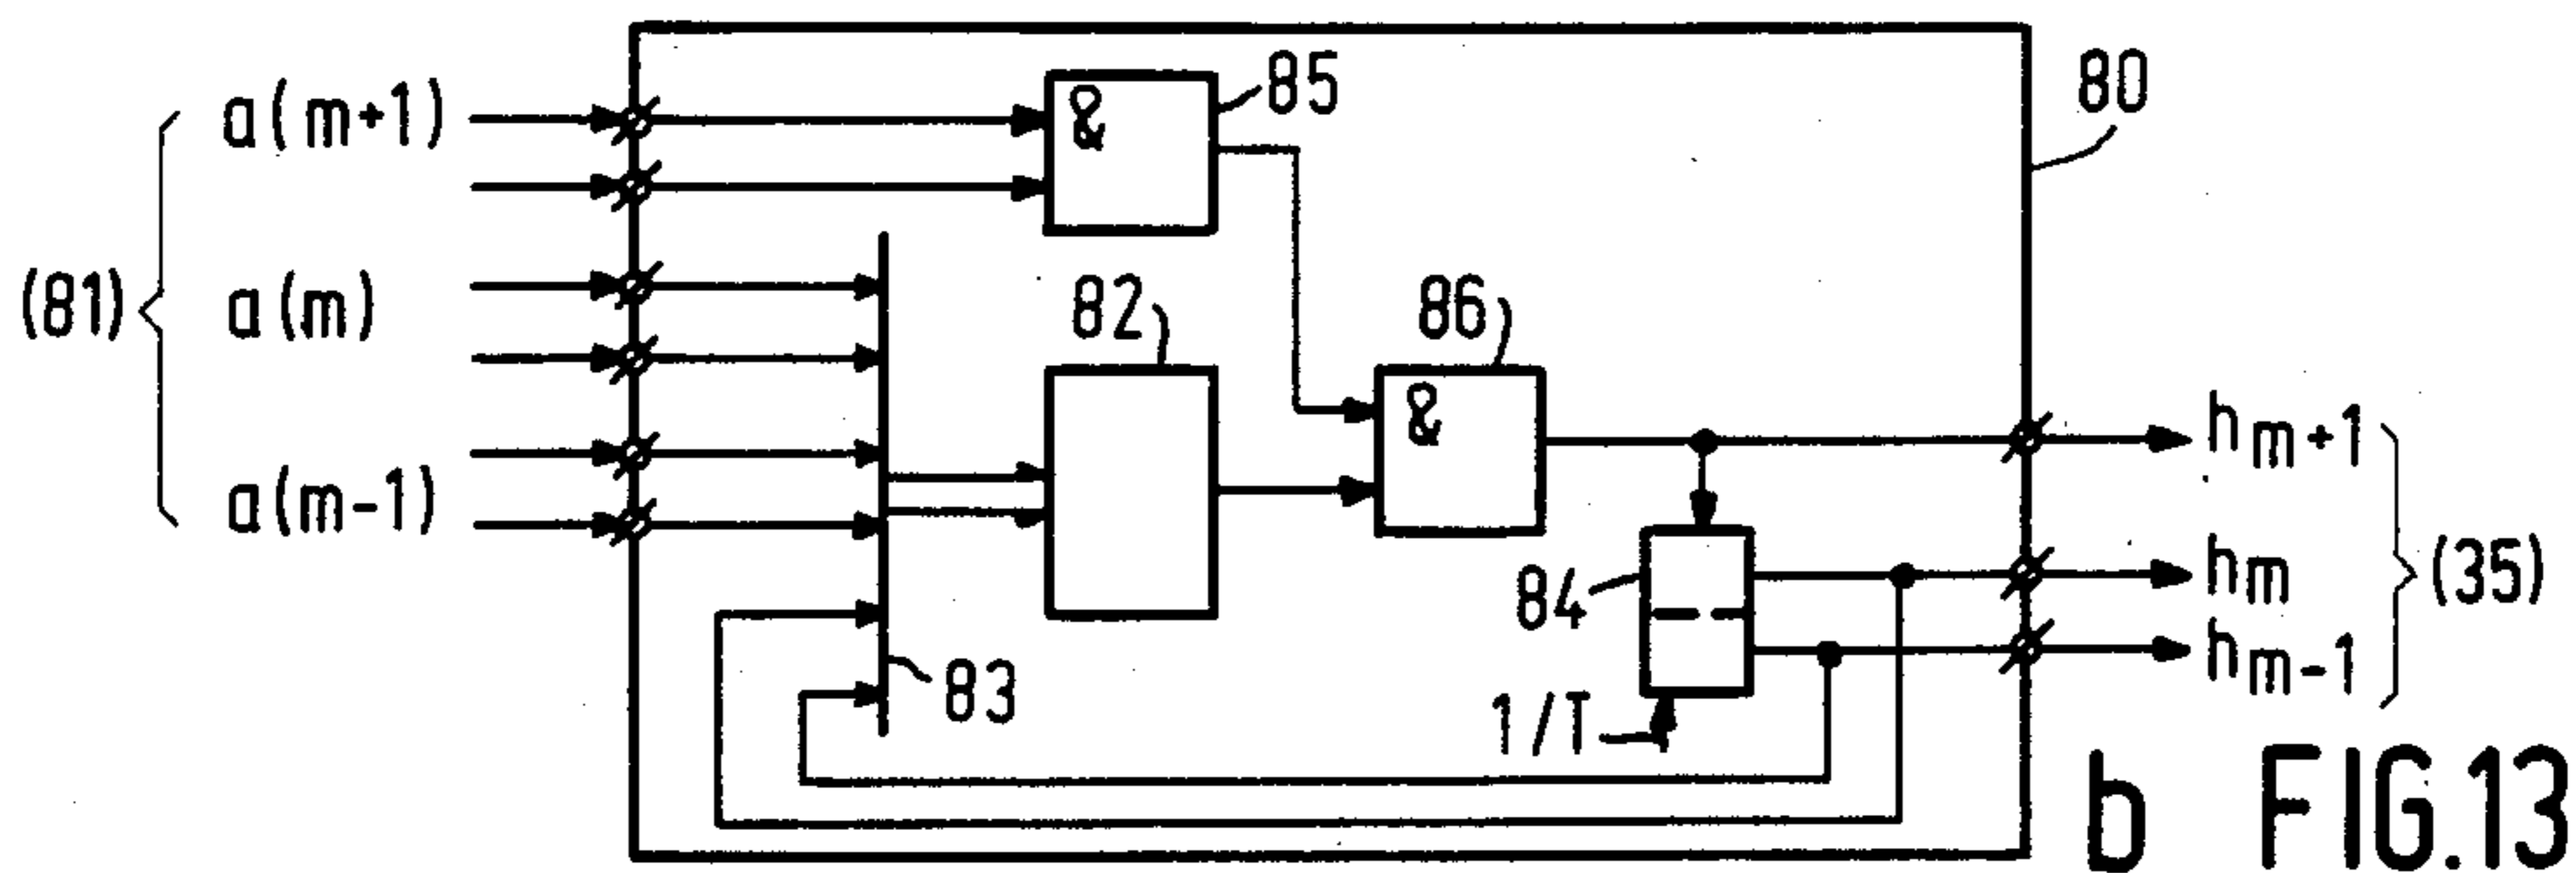 a(m+1)
&
85
80
(81)
a(m)
82
86
&
a(m-1)
83
84
1/T
hm+1
hm
hm-1
(35)
b FIG.13